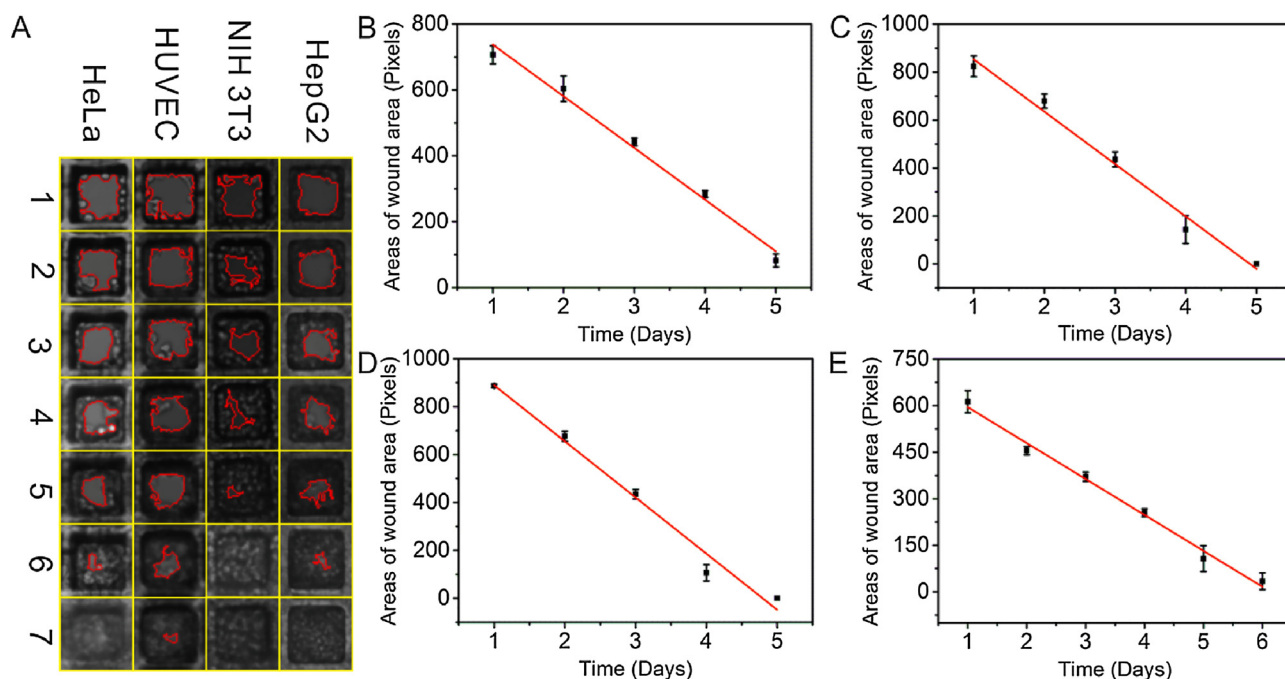 A
HeLa HUVEC NIH 3T3 HepG2
1
2
3
4
5
6
7
B
Areas of wound area (Pixels)
800
600
400
200
0
1 2 3 4 5
Time (Days)
C
Areas of wound area (Pixels)
1000
800
600
400
200
0
1 2 3 4 5
Time (Days)
D
Areas of wound area (Pixels)
1000
800
600
400
200
0
1 2 3 4 5
Time (Days)
E
Areas of wound area (Pixels)
750
600
450
300
150
0
1 2 3 4 5 6
Time (Days)